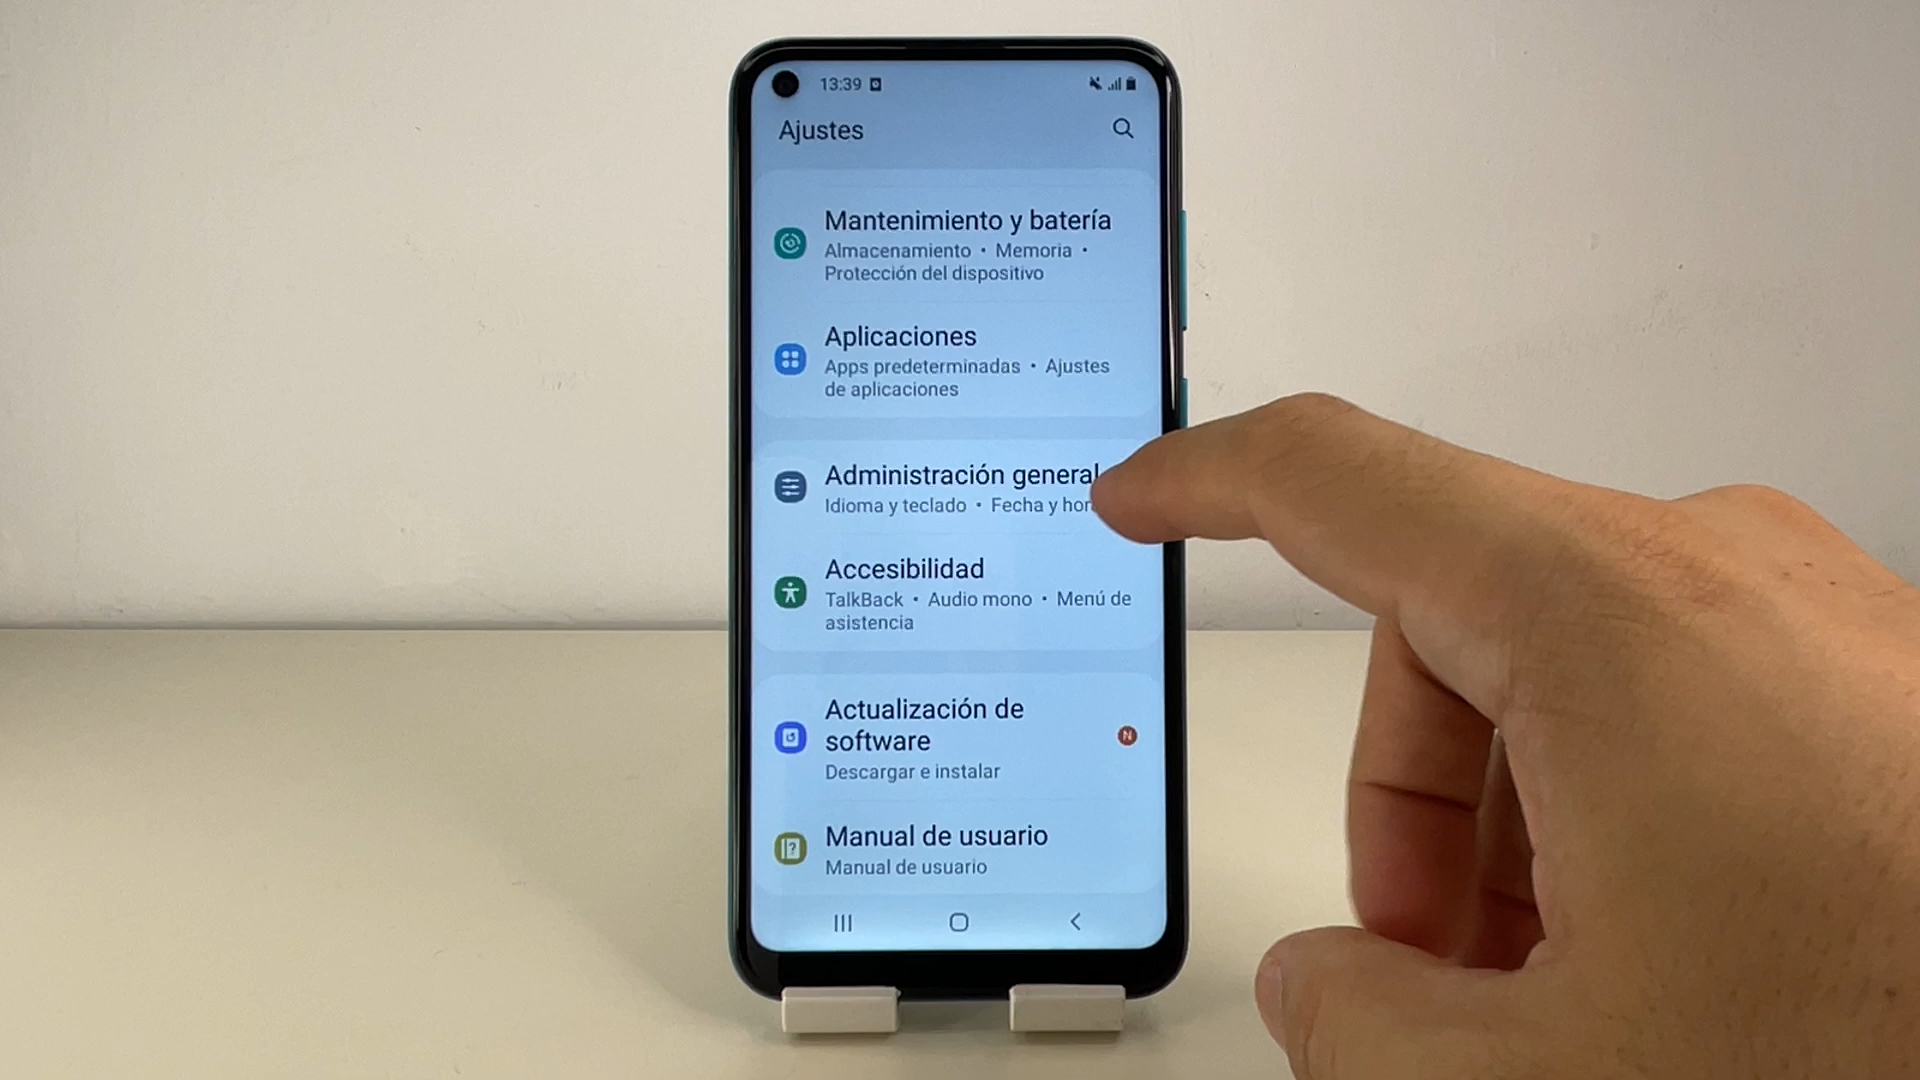 13:39
Ajustes
Mantenimiento y batería
Almacenamiento • Memoria •
Protección del dispositivo
Aplicaciones
Apps predeterminadas • Ajustes
de aplicaciones
Administración general
Idioma y teclado • Fecha y hor
Accesibilidad
TalkBack • Audio mono • Menú de
asistencia
Actualización de
software
N
Descargar e instalar
Manual de usuario
Manual de usuario